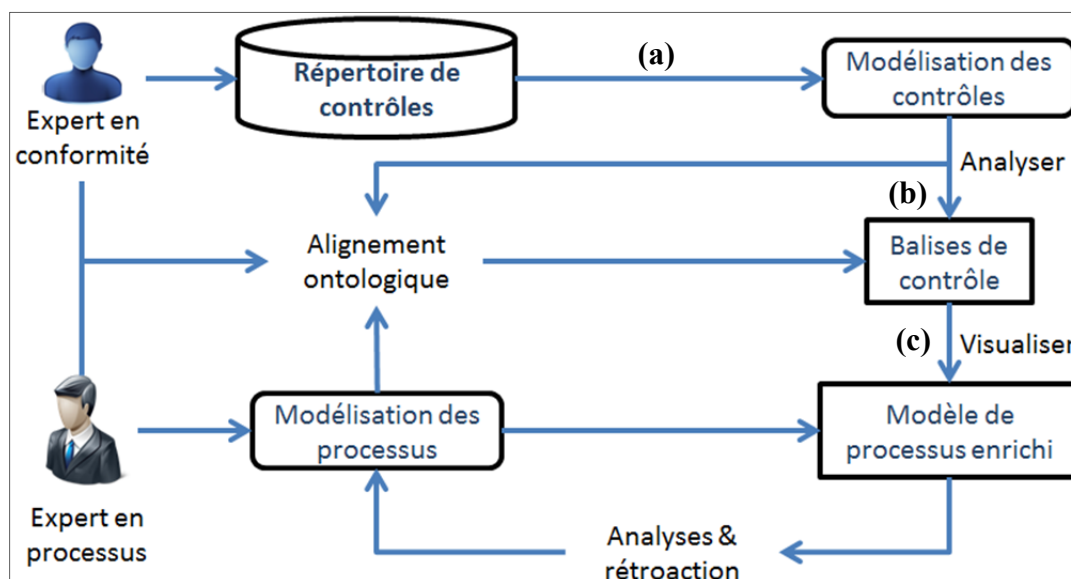 Expert en
conformité
Répertoire de
contrôles
(a)
Modélisation des
contrôles
Analyser
(b)
Alignement
ontologique
Balises de
contrôle
(c)
Visualiser
Expert en
processus
Modélisation des
processus
Modèle de
processus enrichi
Analyses &
rétroaction